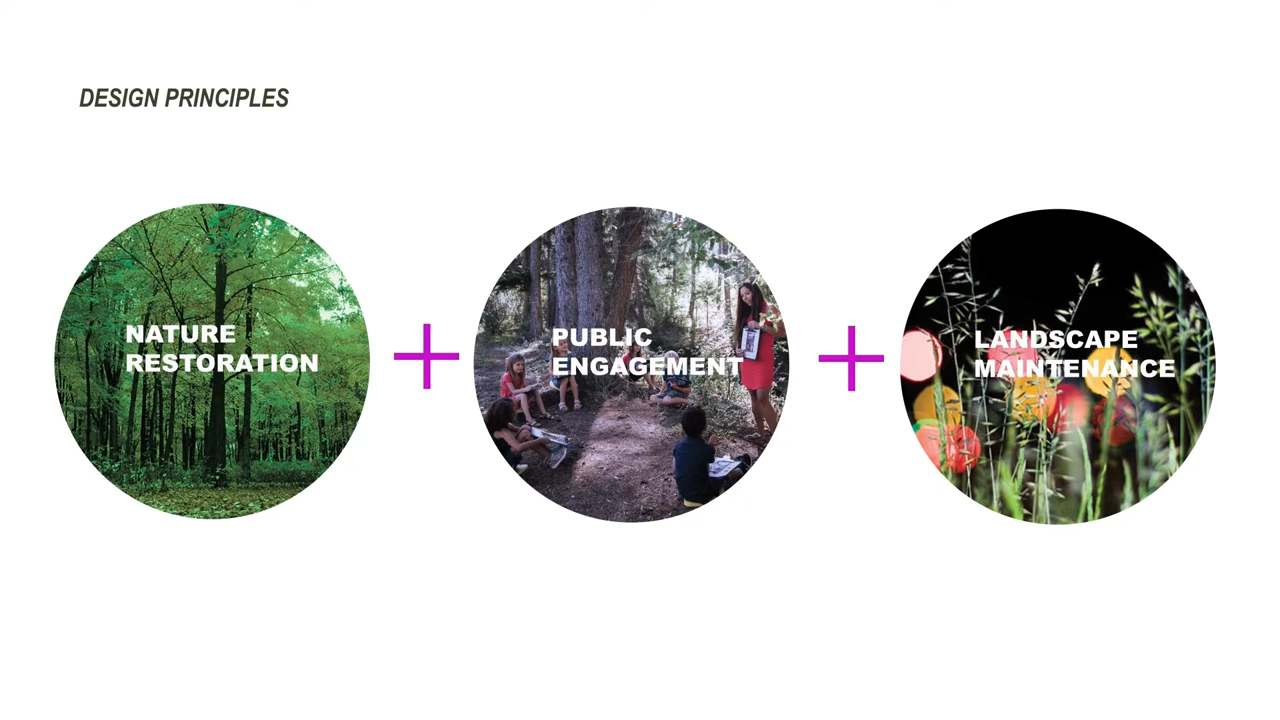 DESIGN PRINCIPLES
NATURE
RESTORATION
PUBLIC
ENGAGEMENT
LANDSCAPE
MAINTENANCE